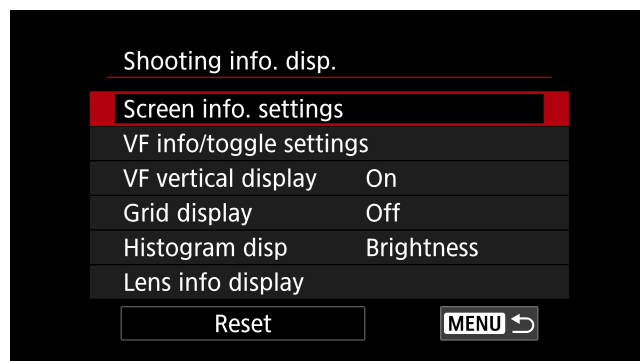 Shooting info. disp.
Screen info. settings
VF info/toggle settings
VF vertical display On
Grid display Off
Histogram disp Brightness
Lens info display
Reset MENU